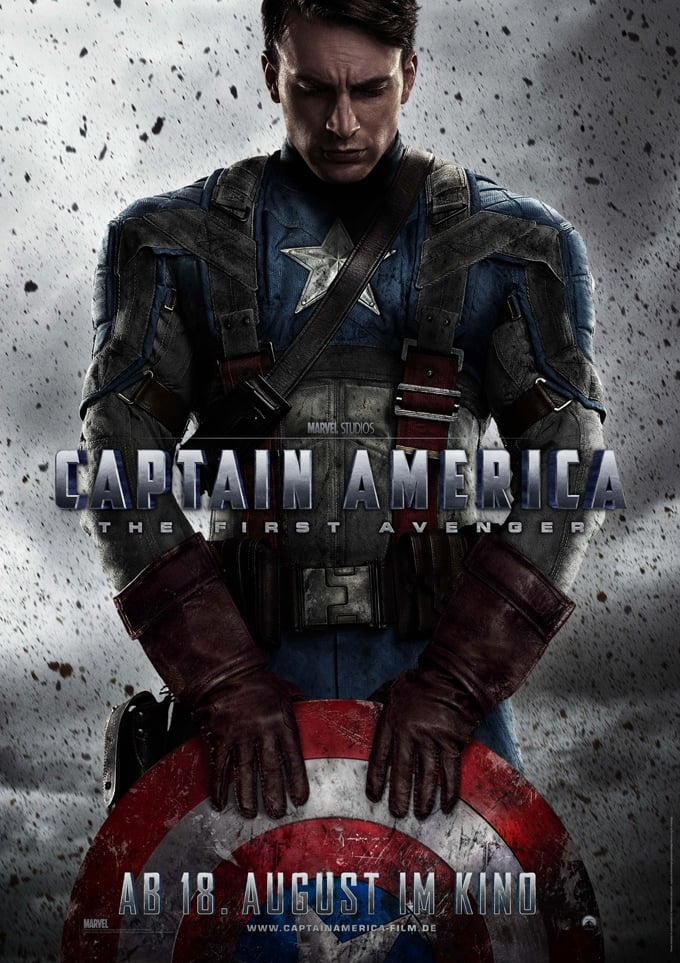 MARVEL STUDIOS
CAPTAIN AMERICA
THE FIRST AVENGER
AB 18. AUGUST IM KINO
MARVEL
WWW.CAPTAINAMERICA-FILM.DE